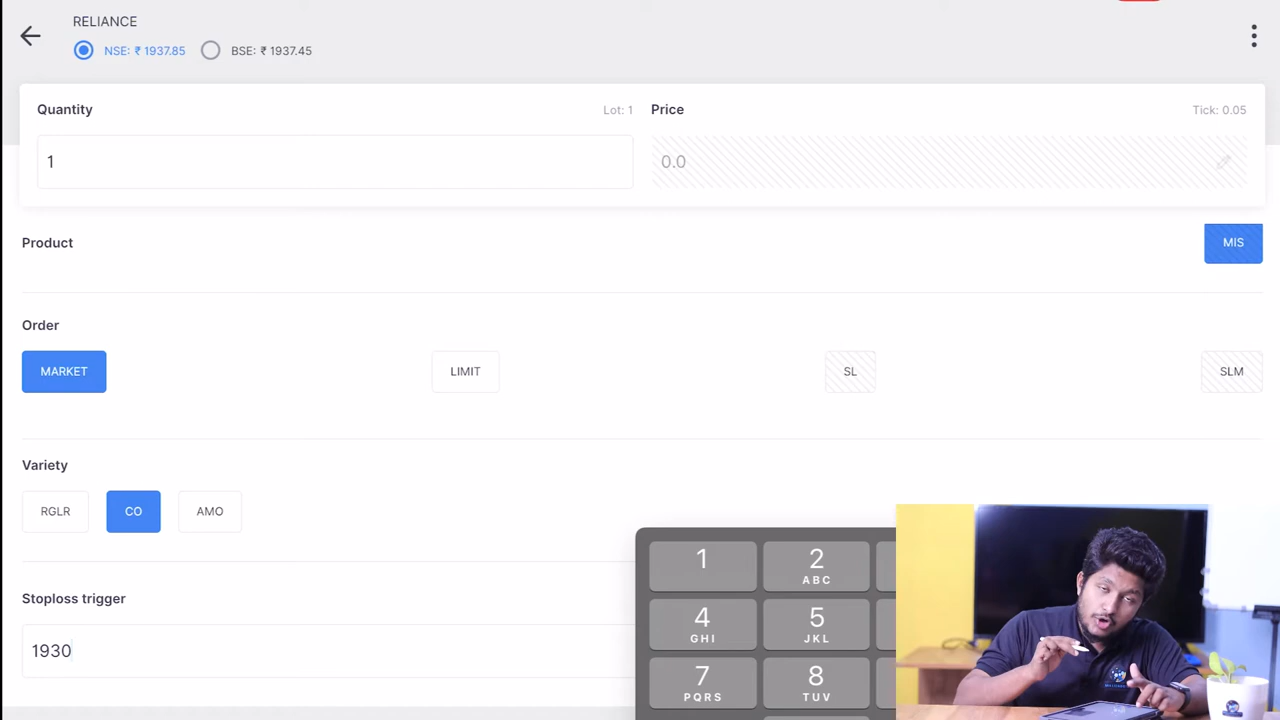 RELIANCE
NSE: ₹ 1937.85 BSE: ₹ 1937.45
Quantity Lot: 1
Price Tick: 0.05
1
0.0
Product
MIS
Order
MARKET LIMIT SL SLM
Variety
RGLR CO AMO
Stoploss trigger
1930
1 2 ABC
4 GHI 5 JKL
7 PQRS 8 TUV